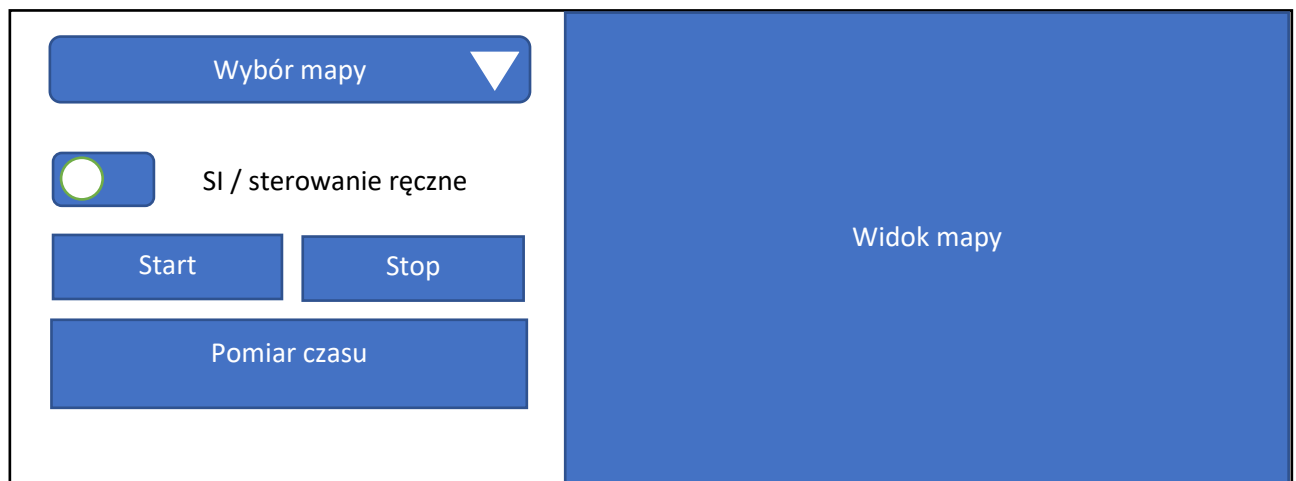 Wybór mapy
SI / sterowanie ręczne
Start
Stop
Pomiar czasu
Widok mapy